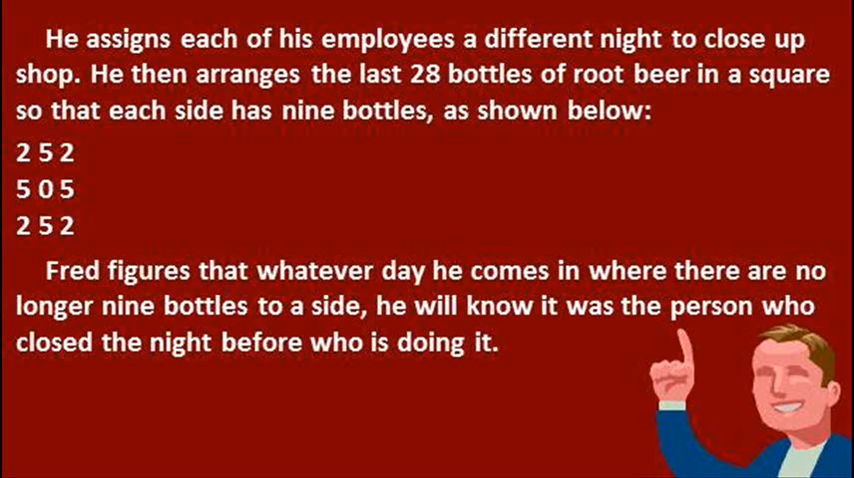 He assigns each of his employees a different night to close up
shop. He then arranges the last 28 bottles of root beer in a square
so that each side has nine bottles, as shown below:
2 5 2
5 0 5
2 5 2
Fred figures that whatever day he comes in where there are no
longer nine bottles to a side, he will know it was the person who
closed the night before who is doing it.